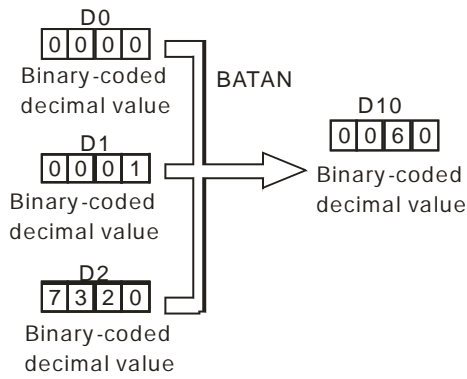 D0
0 0 0 0
Binary-coded
decimal value
BATAN
D1
0 0 0 1
Binary-coded
decimal value
D2
7 3 2 0
Binary-coded
decimal value
D10
0 0 6 0
Binary-coded
decimal value